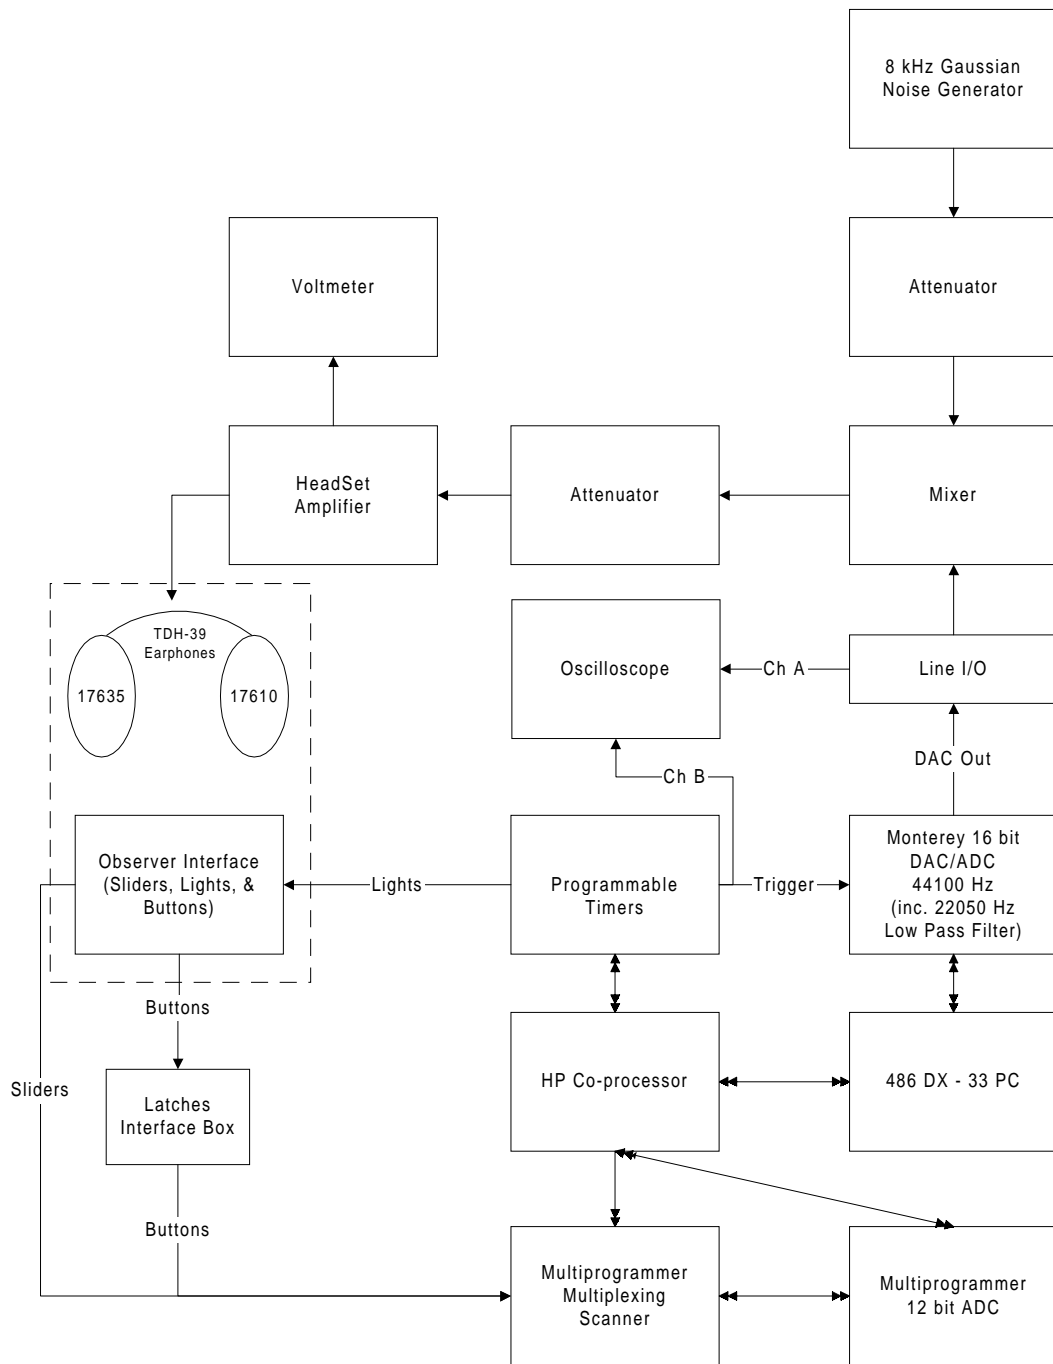 8 kHz Gaussian
Noise Generator
Voltmeter
Attenuator
HeadSet
Amplifier
Attenuator
Mixer
TDH-39
Earphones
17635
17610
Oscilloscope
Ch A
Line I/O
Ch B
DAC Out
Observer Interface
(Sliders, Lights, &
Buttons)
Lights
Programmable
Timers
Trigger
Monterey 16 bit
DAC/ADC
44100 Hz
(inc. 22050 Hz
Low Pass Filter)
Buttons
Sliders
HP Co-processor
486 DX - 33 PC
Latches
Interface Box
Buttons
Multiprogrammer
Multiplexing
Scanner
Multiprogrammer
12 bit ADC